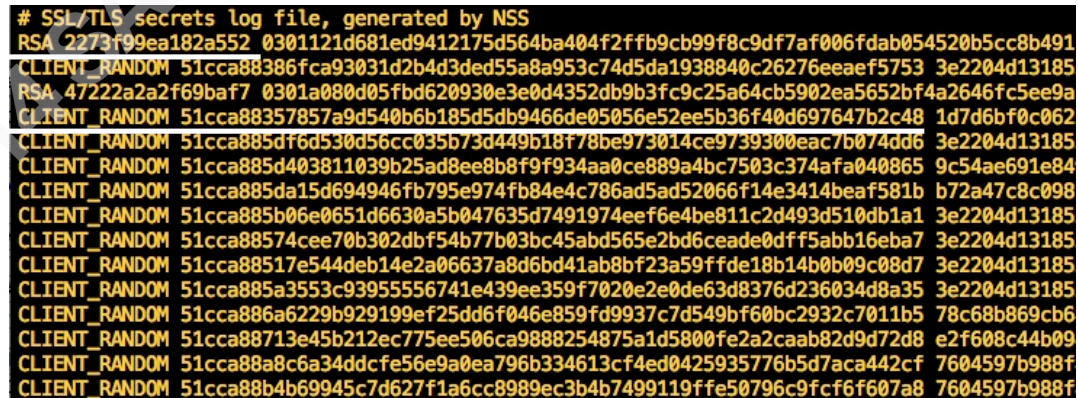 # SSL/TLS secrets log file, generated by NSS
RSA 2273f99ea182a552 0301121d681ed9412175d564ba404f2ffb9cb99f8c9df7af006fdab054520b5cc8b491
CLIENT_RANDOM 51cca88386fca93031d2b4d3ded55a8a953c74d5da1938840c26276eeaef5753 3e2204d13185
RSA 47222a2a2f69baf7 0301a080d05fbd620930e3e0d4352db9b3fc9c25a64cb5902ea5652bf4a2646fc5ee9a
CLIENT_RANDOM 51cca88357857a9d540b6b185d5db9466de05056e52ee5b36f40d697647b2c48 1d7d6bf0c062
CLIENT_RANDOM 51cca885df6d530d56cc035b73d449b18f78be973014ce9739300eac7b074dd6 3e2204d13185
CLIENT_RANDOM 51cca885d403811039b25ad8ee8b8f9f934aa0ce889a4bc7503c374afa040865 9c54ae691e84
CLIENT_RANDOM 51cca885da15d694946fb795e974fb84e4c786ad5ad52066f14e3414beaf581b b72a47c8c098
CLIENT_RANDOM 51cca885b06e0651d6630a5b047635d7491974eef6e4be811c2d493d510db1a1 3e2204d13185
CLIENT_RANDOM 51cca88574cee70b302dbf54b77b03bc45abd565e2bd6ceade0dff5abb16eba7 3e2204d13185
CLIENT_RANDOM 51cca88517e544deb14e2a06637a8d6bd41ab8bf23a59ffde18b14b0b09c08d7 3e2204d13185
CLIENT_RANDOM 51cca885a3553c93955556741e439ee359f7020e2e0de63d8376d236034d8a35 3e2204d13185
CLIENT_RANDOM 51cca886a6229b929199ef25dd6f046e859fd9937c7d549bf60bc2932c7011b5 78c68b869cb6
CLIENT_RANDOM 51cca88713e45b212ec775ee506ca9888254875a1d5800fe2a2caab82d9d72d8 e2f608c44b09
CLIENT_RANDOM 51cca88a8c6a34ddcfe56e9a0ea796b334613cf4ed0425935776b5d7aca442cf 7604597b988f
CLIENT_RANDOM 51cca88b4b69945c7d627f1a6cc8989ec3b4b7499119ffe50796c9fcf6f607a8 7604597b988f